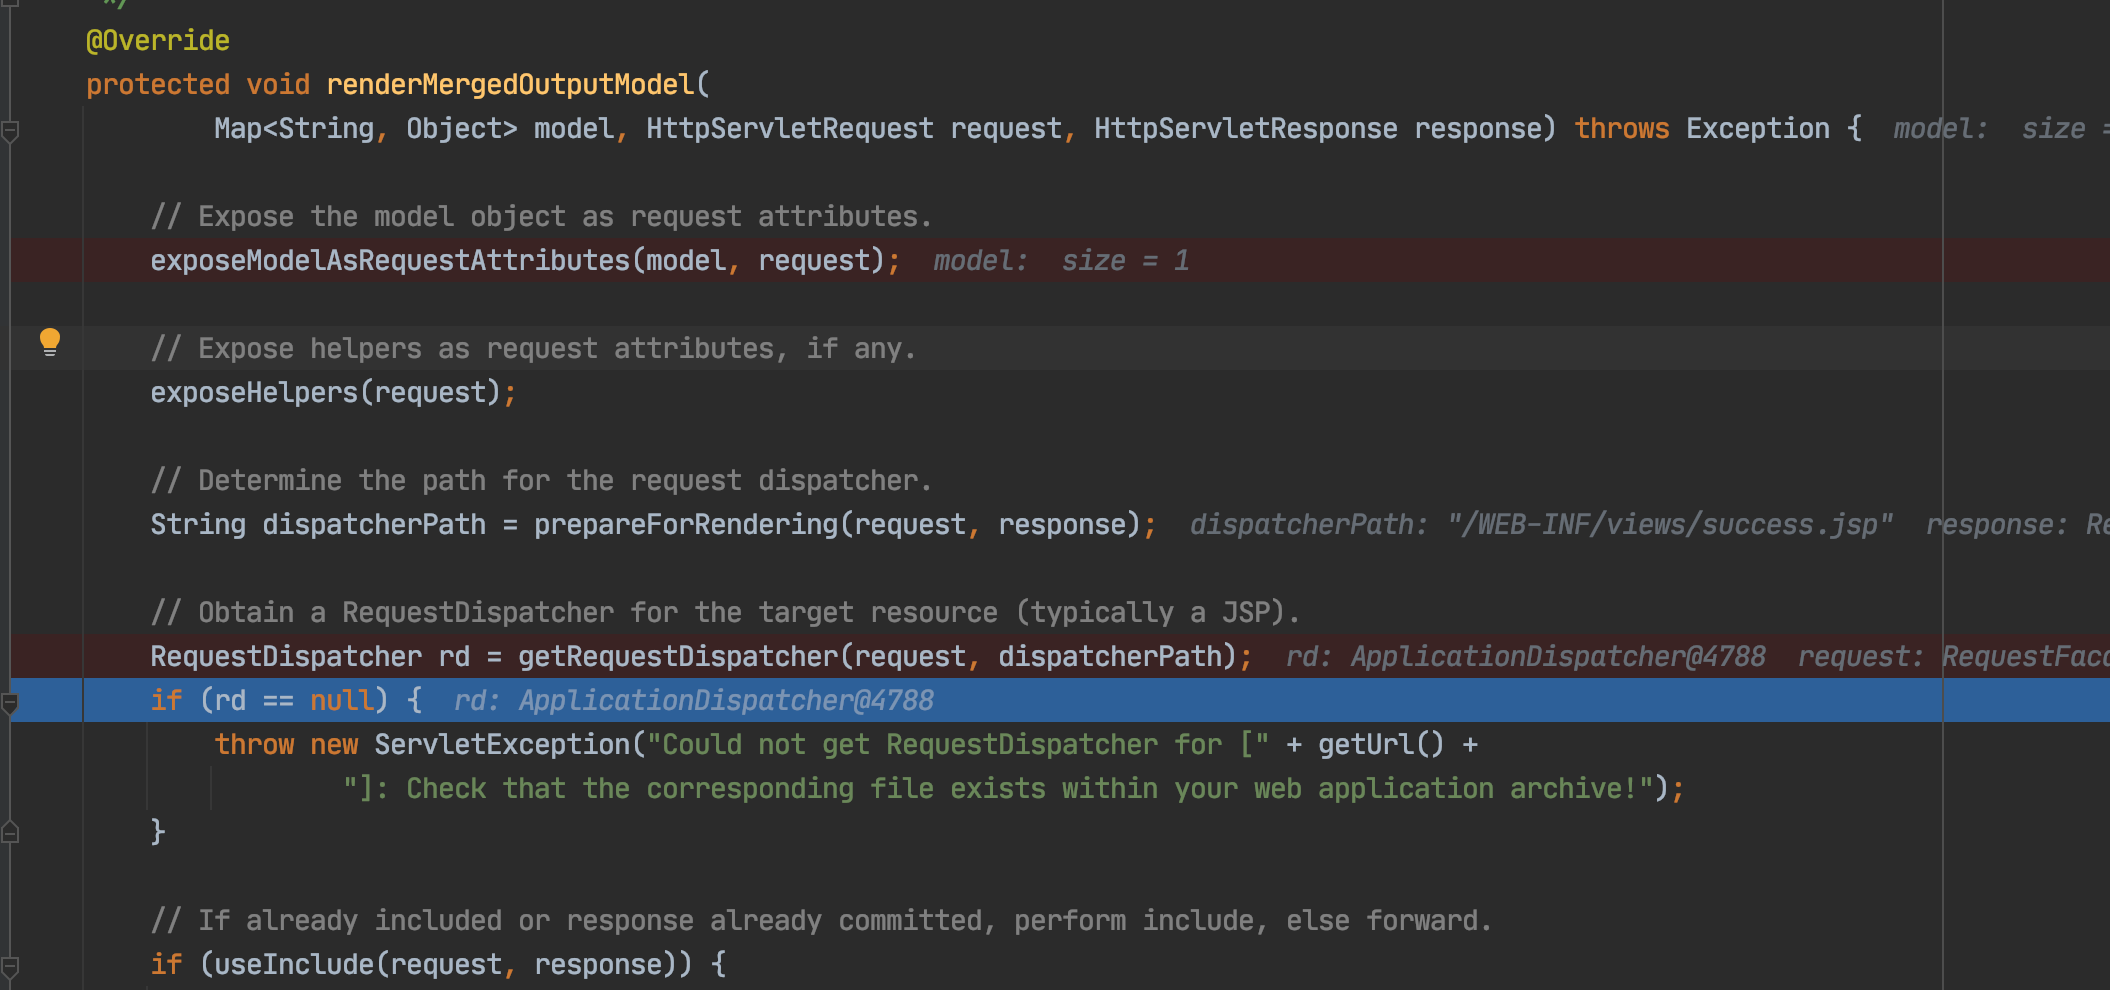 */
@Override
protected void renderMergedOutputModel(
Map<String, Object> model, HttpServletRequest request, HttpServletResponse response) throws Exception { model: size =
// Expose the model object as request attributes.
exposeModelAsRequestAttributes(model, request); model: size = 1
// Expose helpers as request attributes, if any.
exposeHelpers(request);
// Determine the path for the request dispatcher.
String dispatcherPath = prepareForRendering(request, response); dispatcherPath: "/WEB-INF/views/success.jsp" response: Re
// Obtain a RequestDispatcher for the target resource (typically a JSP).
RequestDispatcher rd = getRequestDispatcher(request, dispatcherPath); rd: ApplicationDispatcher@4788 request: RequestFac
if (rd == null) { rd: ApplicationDispatcher@4788
throw new ServletException("Could not get RequestDispatcher for [" + getUrl() +
"]: Check that the corresponding file exists within your web application archive!");
}
// If already included or response already committed, perform include, else forward.
if (useInclude(request, response)) {